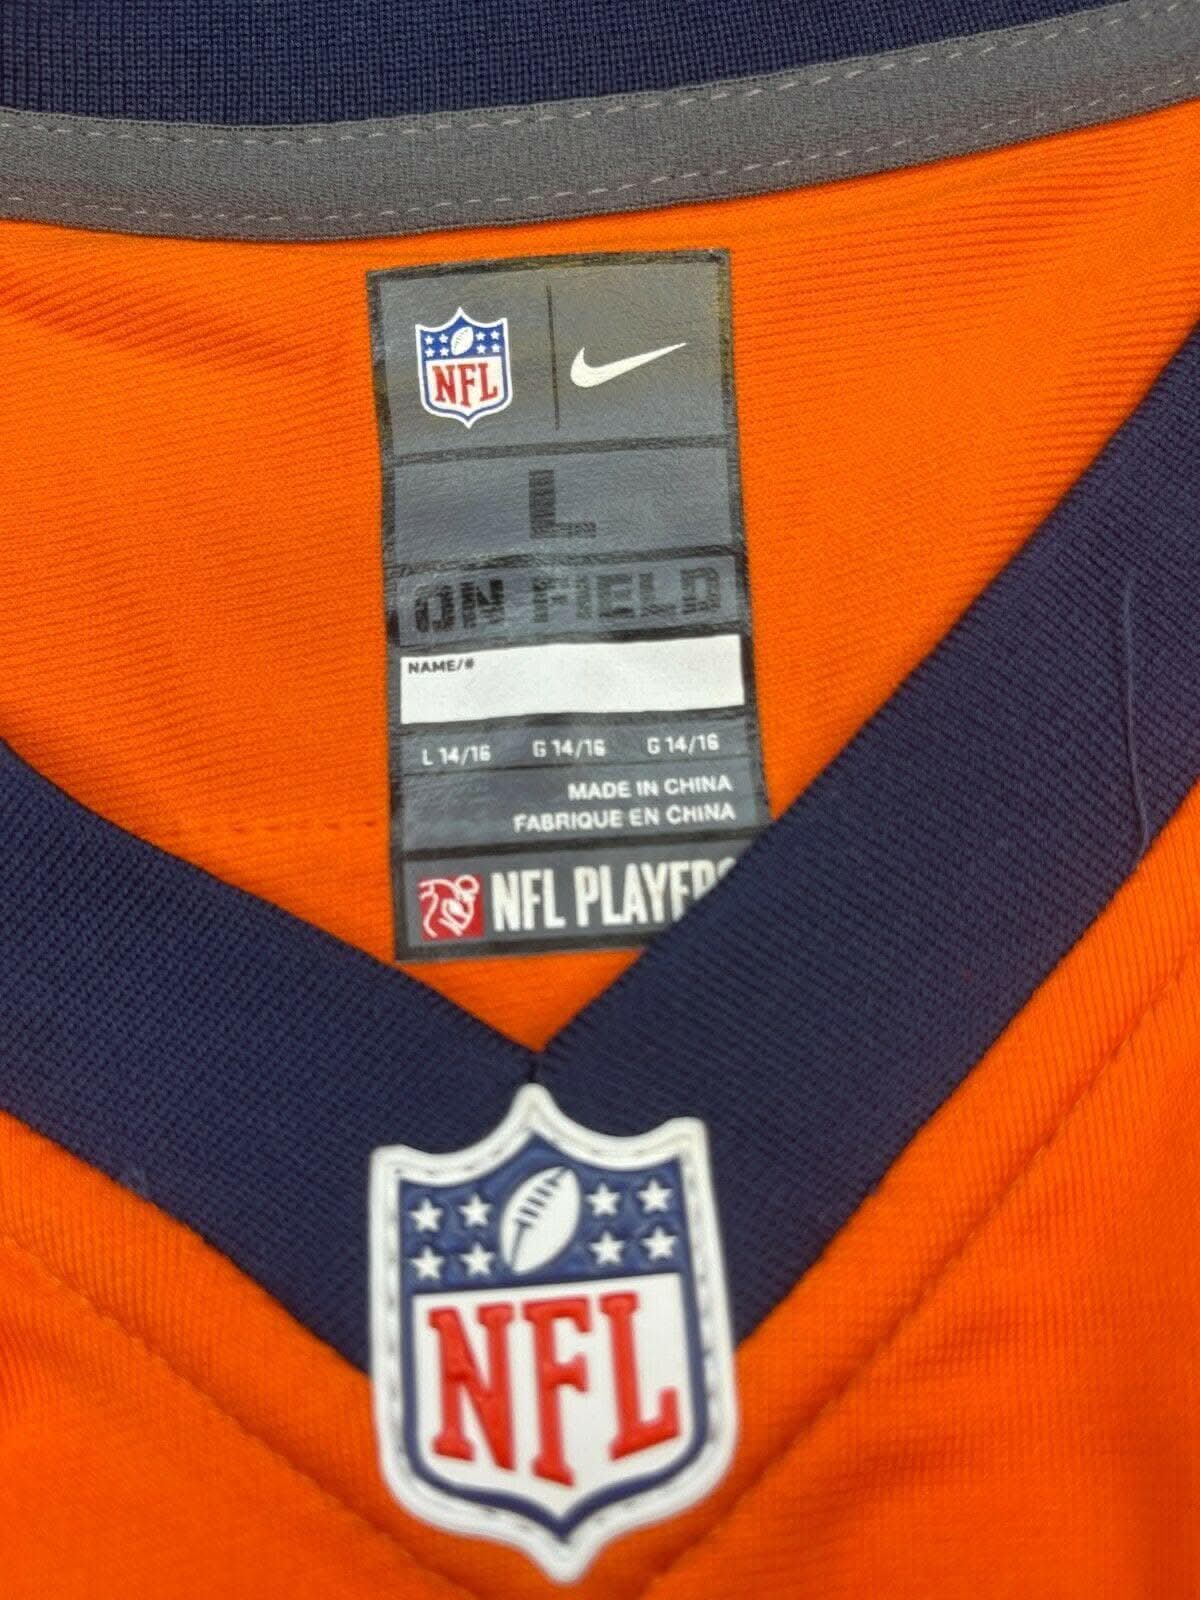 NFL
L
ON FIELD
NAME/#
L 14/16 G 14/16 G 14/16
MADE IN CHINA
FABRIQUE EN CHINA
NFL PLAYERS
NFL